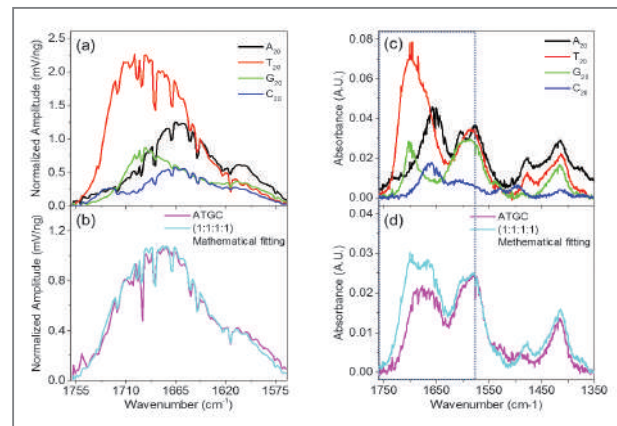 (a)
A20
T20
G20
C20
Normalized Amplitude (mV/ng)
2.5
2.0
1.5
1.0
0.5
0.0
(b)
ATGC
(1:1:1:1)
Mathematical fitting
Normalized Amplitude (mV/ng)
1.2
0.8
0.4
0.0
1755 1710 1665 1620 1575
Wavenumber (cm-1)
(c)
A20
T20
G20
C20
Absorbance (A.U.)
0.08
0.06
0.04
0.02
0.00
(d)
ATGC
(1:1:1:1)
Methematical fitting
Absorbance (A.U.)
0.04
0.03
0.02
0.01
0.00
1750 1650 1550 1450 1350
Wavenumber (cm-1)